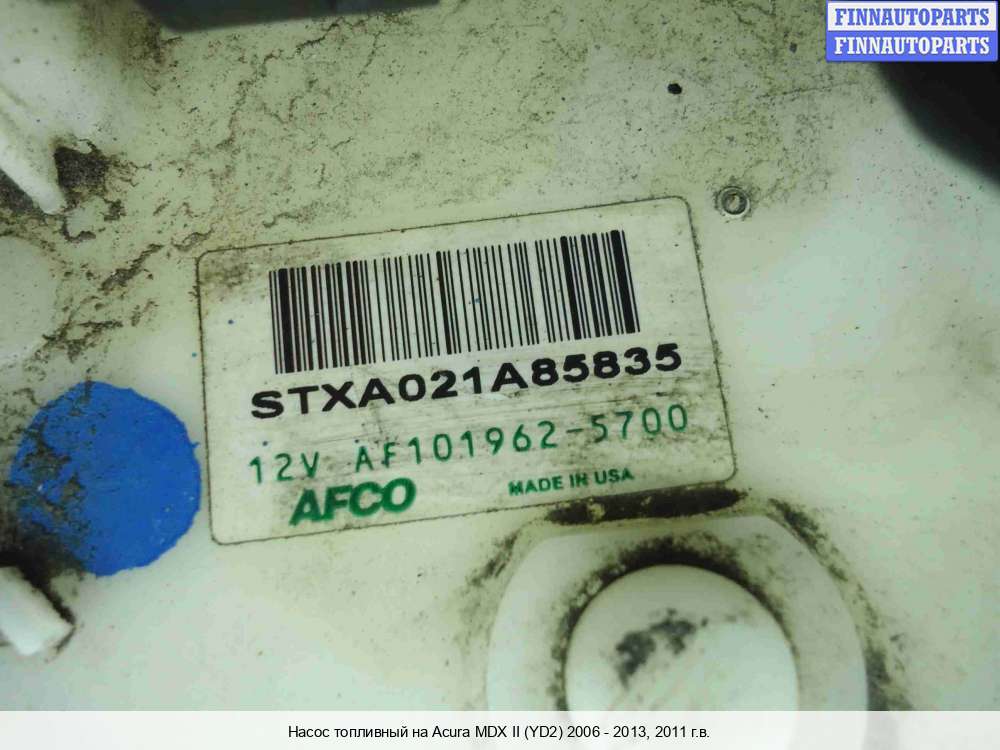 FINNAUTOPARTS
FINNAUTOPARTS
STXA021A85835
12V AF101962-5700
AFCO MADE IN USA
Насос топливный на Acura MDX II (YD2) 2006 - 2013, 2011 г.в.